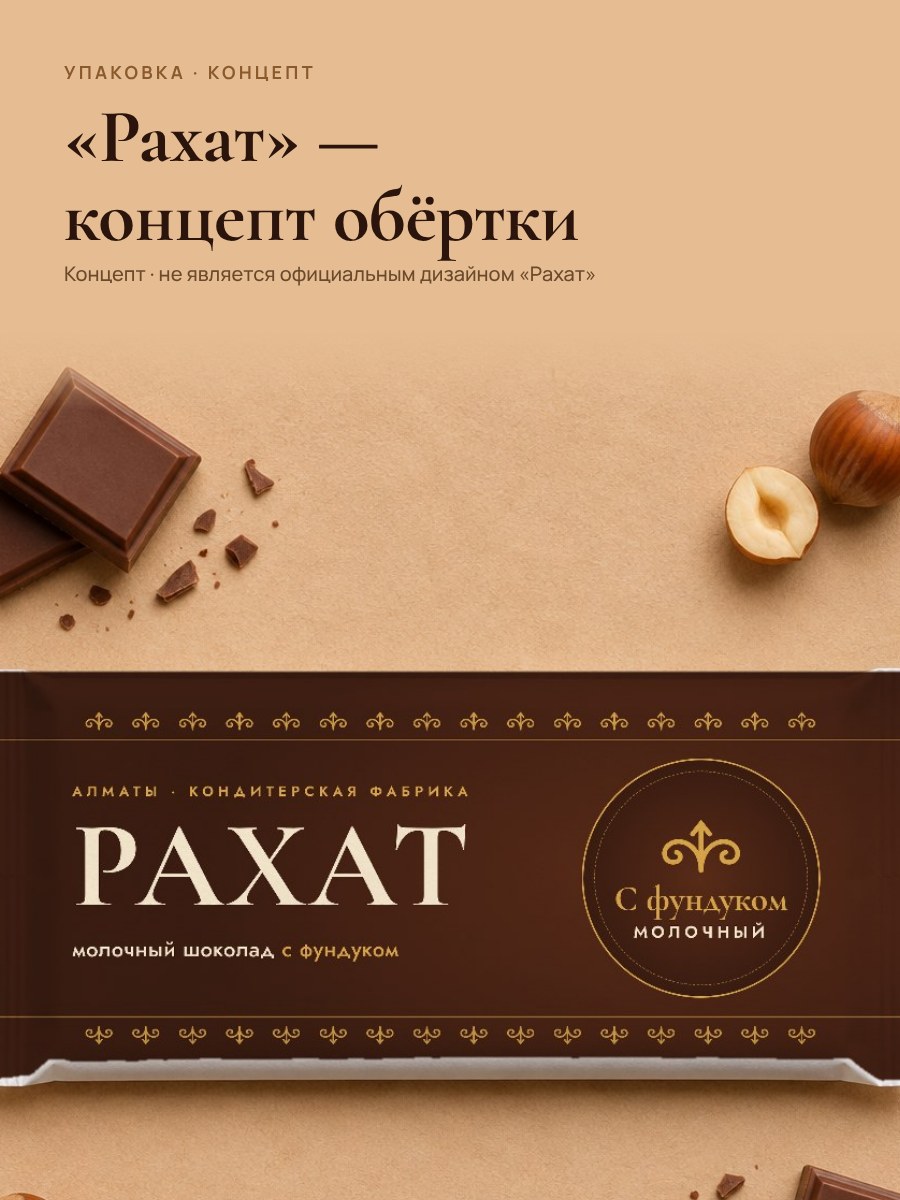 УПАКОВКА · КОНЦЕПТ
«Рахат» —
концепт обёртки
Концепт · не является официальным дизайном «Рахат»
АЛМАТЫ · КОНДИТЕРСКАЯ ФАБРИКА
РАХАТ
молочный шоколад с фундуком
С фундуком
МОЛОЧНЫЙ